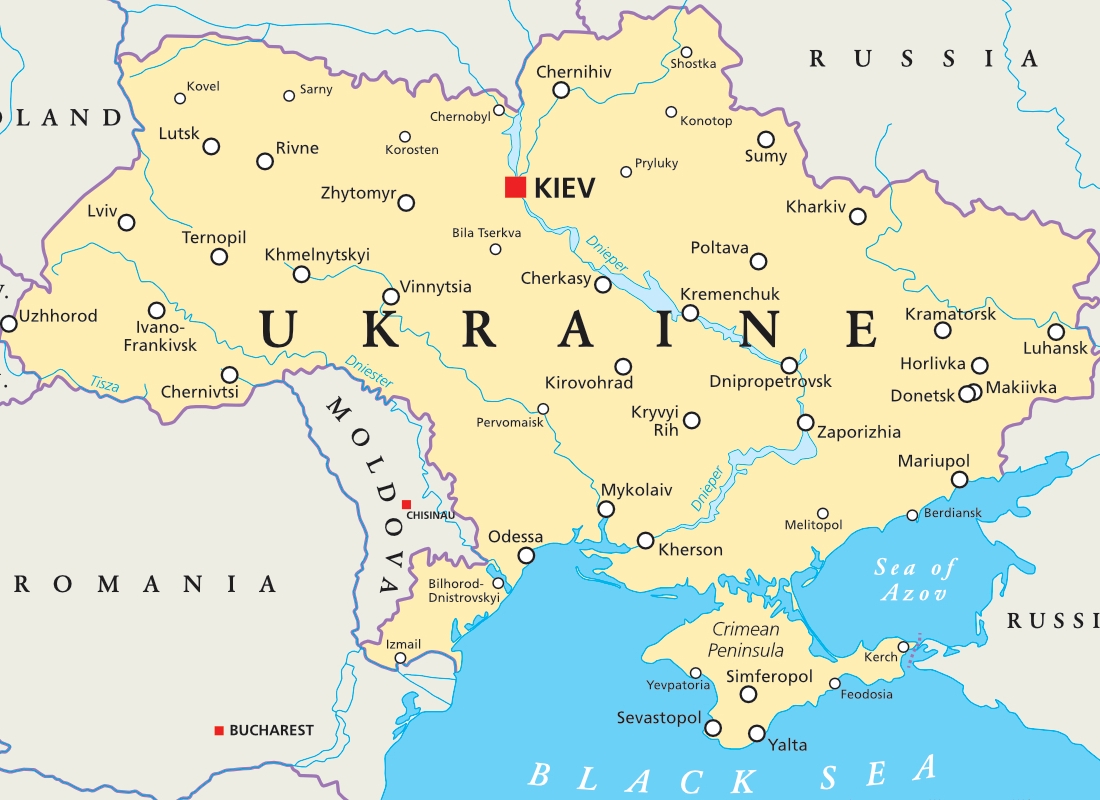 RUSSIA
Shostka
Chernihiv
Kovel
Sarny
Chernobyl
Konotop
LAND
Lutsk
Rivne
Korosten
Sumy
Pryluky
KIEV
Zhytomyr
Lviv
Kharkiv
Ternopil
Bila Tserkva
Dnieper
Poltava
Khmelnytskyi
Cherkasy
Vinnytsia
Kremenchuk
V.
Uzhhorod
Ivano-
Frankivsk
UKRAINE
Kramatorsk
Luhansk
Horlivka
Tisza
Chernivtsi
Dniester
Kirovohrad
Dnipropetrovsk
Donetsk
Makiivka
MOLDOVA
Pervomaisk
Kryvyi
Rih
Zaporizhia
Mariupol
Mykolaiv
Dnieper
CHISINAU
Melitopol
Berdiansk
Odessa
Kherson
Sea of
Azov
ROMANIA
Bilhorod-
Dnistrovskyi
RUSSI
Crimean
Peninsula
Izmail
Kerch
Yevpatoria
Simferopol
Feodosia
Sevastopol
Yalta
BUCHAREST
BLACK SEA